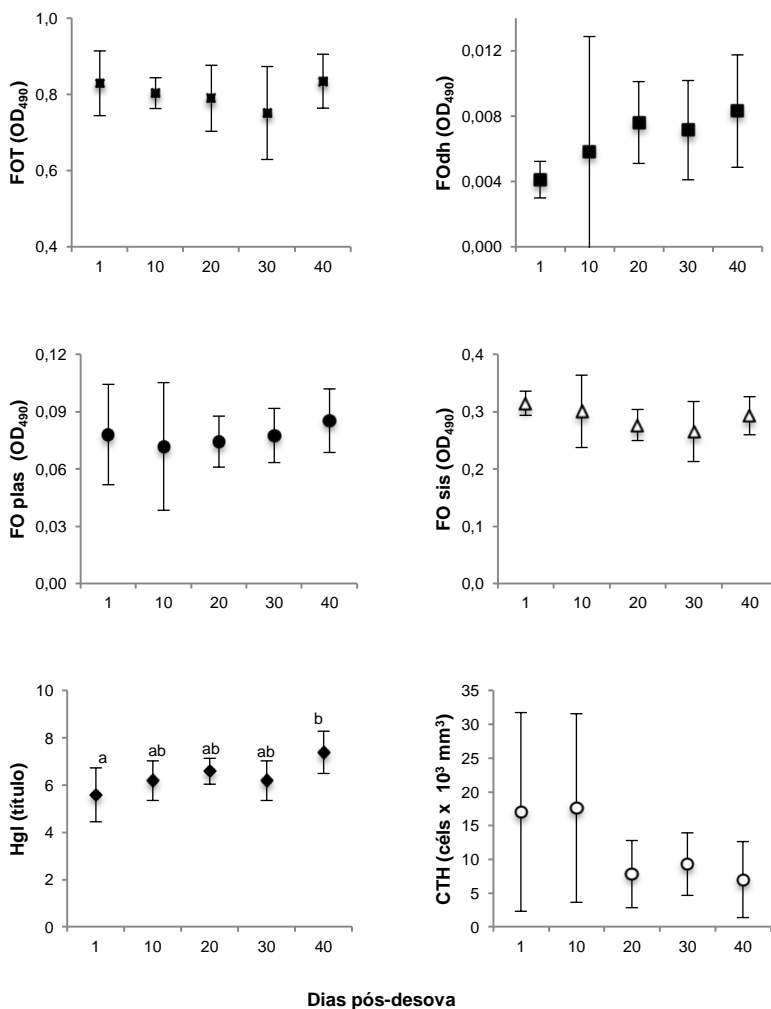 FOT (OD490)
1,0
0,8
0,6
0,4
1 10 20 30 40
FOdh (OD490)
0,012
0,008
0,004
0,000
1 10 20 30 40
FO plas (OD490)
0,12
0,09
0,06
0,03
0,00
1 10 20 30 40
FO sis (OD490)
0,4
0,3
0,2
0,1
0,0
1 10 20 30 40
Hgl (título)
10
8
6
4
2
0
a ab ab ab b
1 10 20 30 40
CTH (céls x 10³ mm³)
35
30
25
20
15
10
5
0
1 10 20 30 40
Dias pós-desova